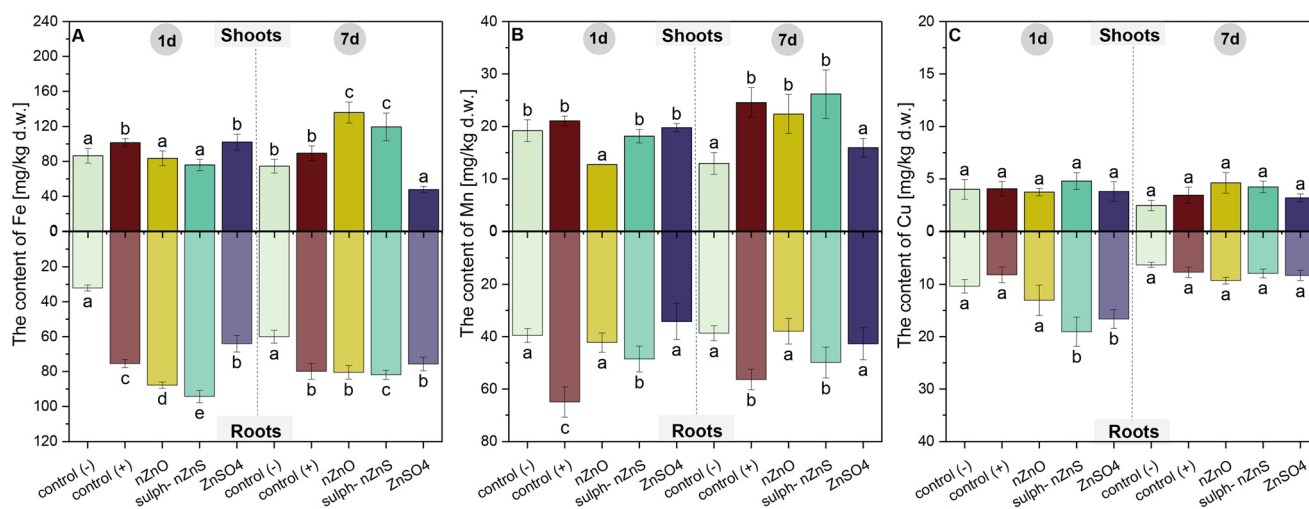 The content of Fe [mg/kg d.w.]
240
200
160
120
80
40
0
20
40
60
80
100
120
A
1d
Shoots
7d
a b a a b b b c c a
a c d e b a b b c b
Roots
control (-) control (+) nZnO sulph- nZnS ZnSO4 control (-) control (+) nZnO sulph- nZnS ZnSO4
The content of Mn [mg/kg d.w.]
40
30
20
10
0
20
40
60
80
B
1d
Shoots
7d
b b a b b a b b b a
a c a b a a b a b a
Roots
control (-) control (+) nZnO sulph- nZnS ZnSO4 control (-) control (+) nZnO sulph- nZnS ZnSO4
The content of Cu [mg/kg d.w.]
20
15
10
5
0
10
20
30
40
C
1d
Shoots
7d
a a a a a a a a a a
a a a b b a a a a a
Roots
control (-) control (+) nZnO sulph- nZnS ZnSO4 control (-) control (+) nZnO sulph- nZnS ZnSO4